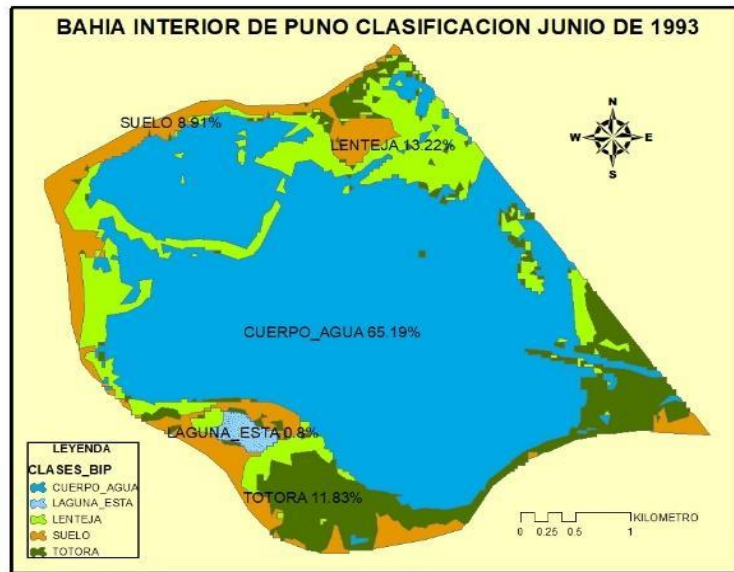 BAHIA INTERIOR DE PUNO CLASIFICACION JUNIO DE 1993
SUELO 8.91%
LENTEJA 13.22%
N
W E
S
CUERPO_AGUA 65.19%
LAGUNA_ESTA 0.8%
TOTORA 11.83%
LEYENDA
CLASES_BIP
CUERPO_AGUA
LAGUNA_ESTA
LENTEJA
SUELO
TOTORA
KILOMETRO
0 0.25 0.5 1